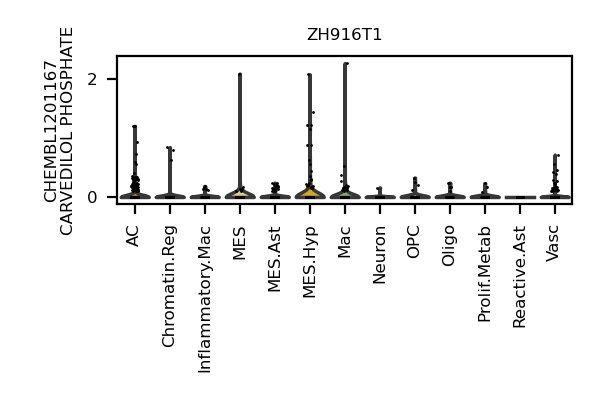 ZH916T1
CHEMBL1201167
CARVEDILOL PHOSPHATE
2
0
AC
Chromatin.Reg
Inflammatory.Mac
MES
MES.Ast
MES.Hyp
Mac
Neuron
OPC
Oligo
Prolif.Metab
Reactive.Ast
Vasc